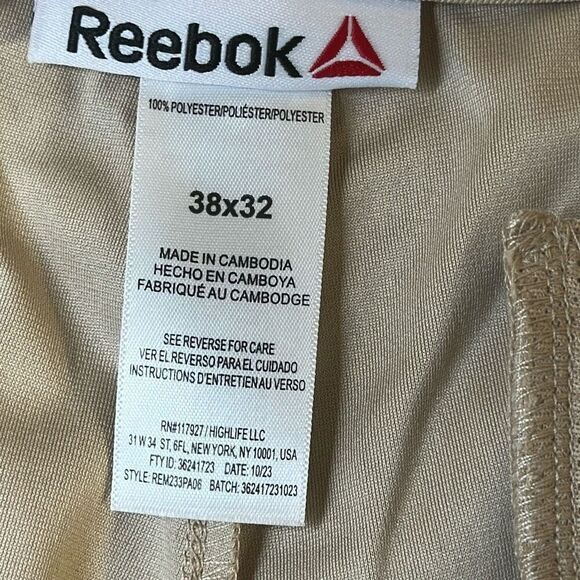 Reebok
100% POLYESTER/POLIÉSTER/POLYESTER
38x32
MADE IN CAMBODIA
HECHO EN CAMBOYA
FABRIQUÉ AU CAMBODGE
SEE REVERSE FOR CARE
VER EL REVERSO PARA EL CUIDADO
INSTRUCTIONS D'ENTRETIEN AU VERSO
RN#117927 / HIGHLIFE LLC
31 W 34 ST, 6FL, NEW YORK, NY 10001, USA
FTY ID: 36241723 DATE: 10/23
STYLE: REM233PA06 BATCH: 362417231023